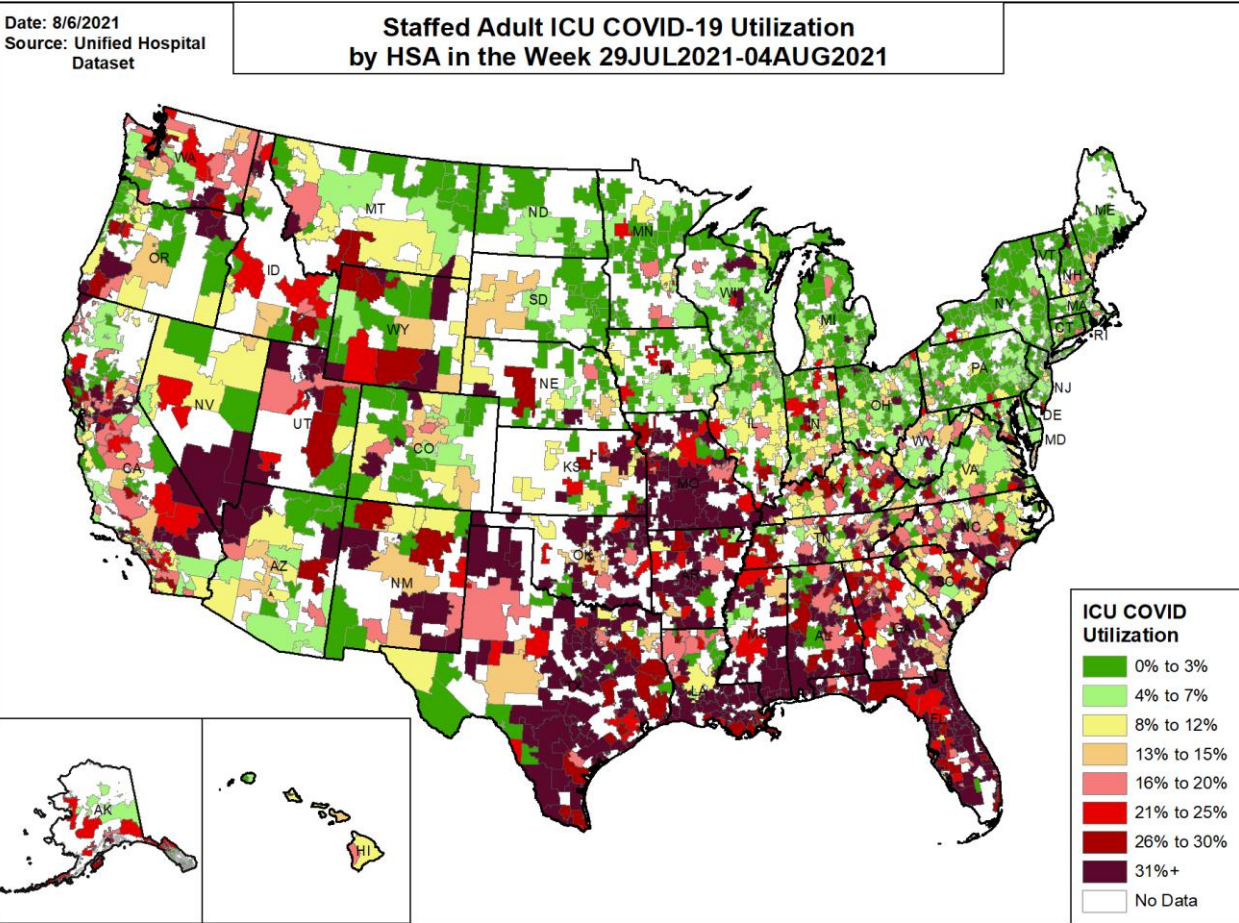 Date: 8/6/2021
Source: Unified Hospital
Dataset
Staffed Adult ICU COVID-19 Utilization
by HSA in the Week 29JUL2021-04AUG2021
WA
MT
ND
MN
ME
OR
ID
SD
WI
VT
NH
NY
MA
WY
MI
CT
RI
IA
PA
NV
NE
NJ
OH
UT
IL
IN
DE
CO
WV
MD
CA
KS
MO
VA
KY
NC
TN
AZ
NM
OK
AR
SC
MS
AL
GA
LA
FL
AK
HI
ICU COVID
Utilization
0% to 3%
4% to 7%
8% to 12%
13% to 15%
16% to 20%
21% to 25%
26% to 30%
31%+
No Data